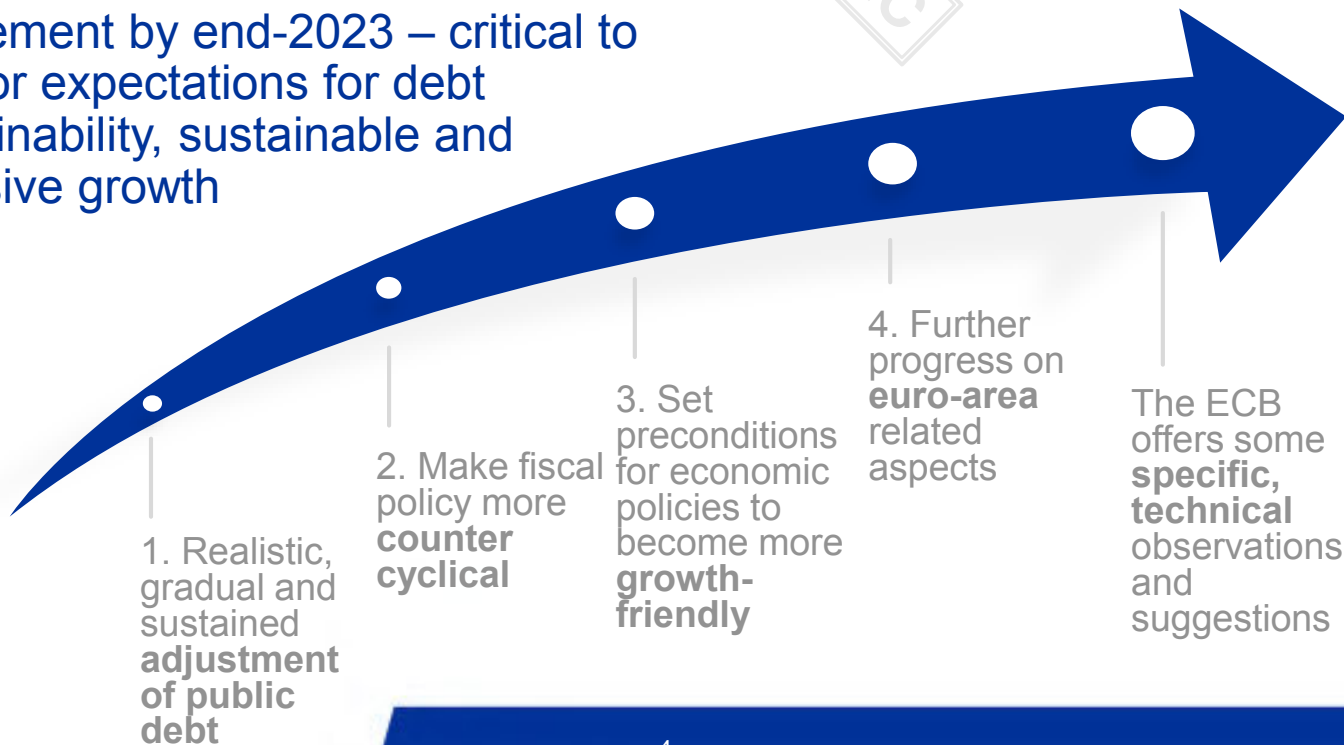 ement by end-2023 – critical to
or expectations for debt
inability, sustainable and
sive growth
1. Realistic,
gradual and
sustained
adjustment
of public
debt
2. Make fiscal
policy more
counter
cyclical
3. Set
preconditions
for economic
policies to
become more
growth-
friendly
4. Further
progress on
euro-area
related
aspects
The ECB
offers some
specific,
technical
observations
and
suggestions